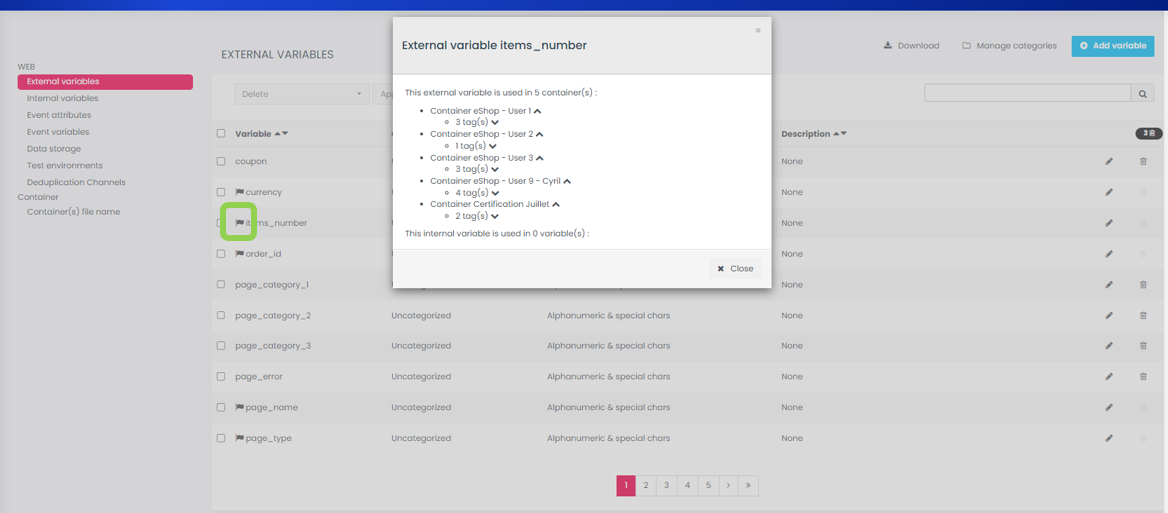 WEB
External variables
Internal variables
Event attributes
Event variables
Data storage
Test environments
Deduplication Channels
Container
Container(s) file name
EXTERNAL VARIABLES
Download
Manage categories
Add variable
Delete
Variable
Description
3
coupon
None
currency
None
items_number
None
order_id
None
page_category_1
None
page_category_2 Uncategorized Alphanumeric & special chars None
page_category_3 Uncategorized Alphanumeric & special chars None
page_error Uncategorized Alphanumeric & special chars None
page_name Uncategorized Alphanumeric & special chars None
page_type Uncategorized Alphanumeric & special chars None
1 2 3 4 5 › »
External variable items_number
This external variable is used in 5 container(s) :
Container eShop - User 1
3 tag(s)
Container eShop - User 2
1 tag(s)
Container eShop - User 3
3 tag(s)
Container eShop - User 9 - Cyril
4 tag(s)
Container Certification Juillet
2 tag(s)
This internal variable is used in 0 variable(s) :
Close